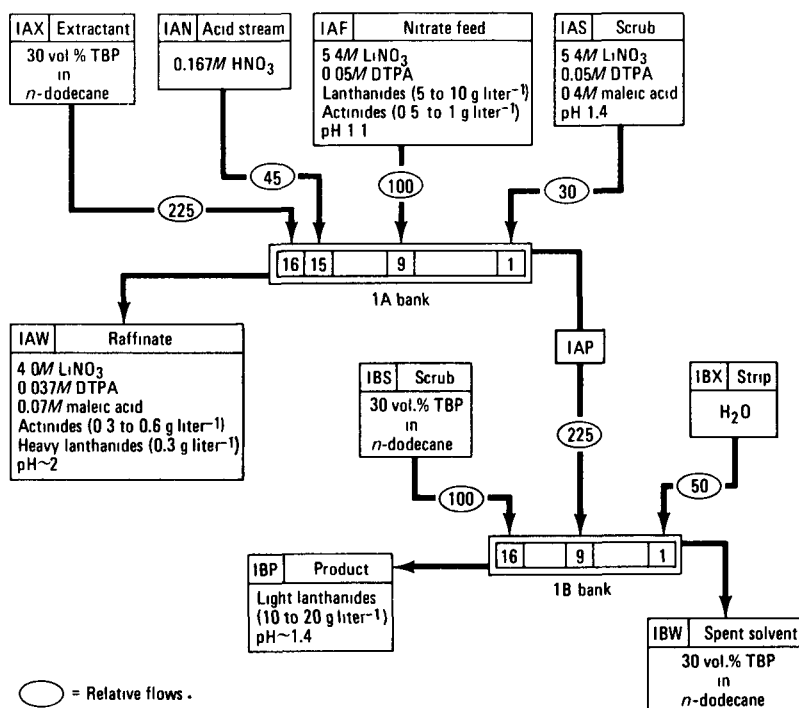 IAX Extractant
30 vol % TBP
in
n-dodecane
IAN Acid stream
0.167M HNO3
IAF Nitrate feed
5 4M LiNO3
0 05M DTPA
Lanthanides (5 to 10 g liter⁻¹)
Actinides (0 5 to 1 g liter⁻¹)
pH 1 1
IAS Scrub
5 4M LiNO3
0.05M DTPA
0 4M maleic acid
pH 1.4
225
45
100
30
16 15 9 1
1A bank
IAW Raffinate
4 0M LiNO3
0 037M DTPA
0.07M maleic acid
Actinides (0 3 to 0.6 g liter⁻¹)
Heavy lanthanides (0.3 g liter⁻¹)
pH~2
IAP
IBS Scrub
30 vol.% TBP
in
n-dodecane
IBX Strip
H2O
225
100
50
16 9 1
1B bank
IBP Product
Light lanthanides
(10 to 20 g liter⁻¹)
pH~1.4
IBW Spent solvent
30 vol.% TBP
in
n-dodecane
= Relative flows .